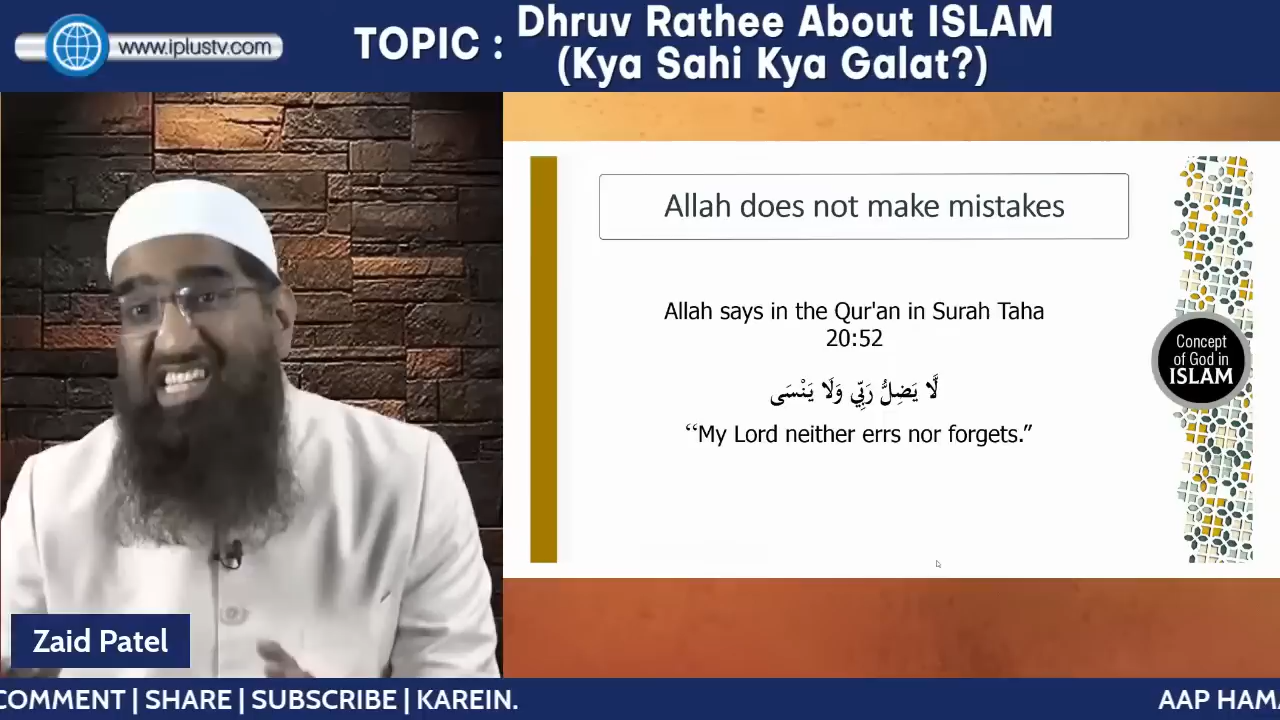 www.iplustv.com
TOPIC :
Dhruv Rathee About ISLAM
(Kya Sahi Kya Galat?)
Allah does not make mistakes
Allah says in the Qur'an in Surah Taha
20:52
لَّا يَضِلُّ رَبِّي وَلَا يَنْسَى
“My Lord neither errs nor forgets.”
Concept
of God in
ISLAM
Zaid Patel
COMMENT | SHARE | SUBSCRIBE | KAREIN.
AAP HAMA